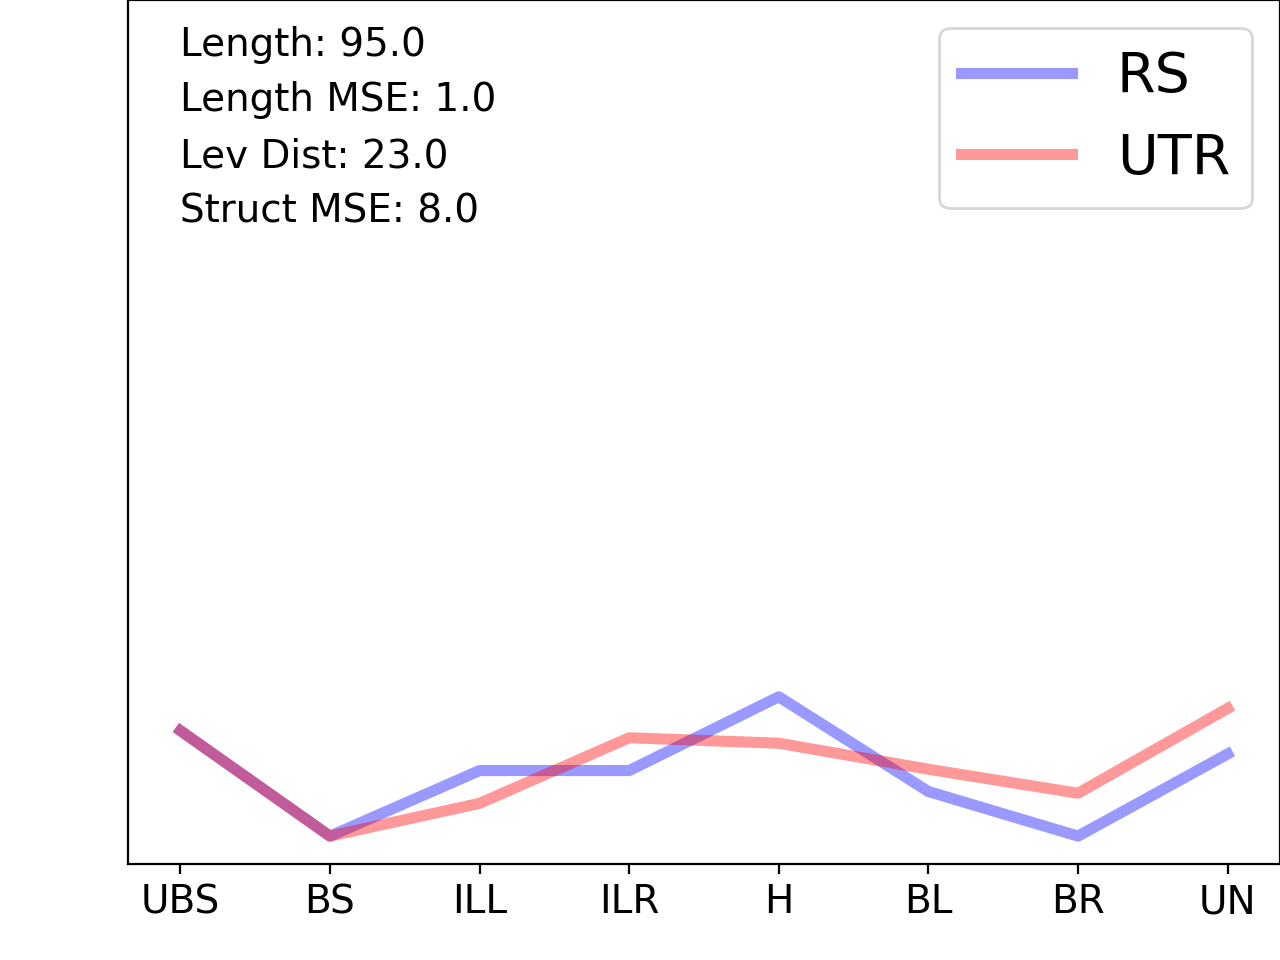 Length: 95.0
Length MSE: 1.0
Lev Dist: 23.0
Struct MSE: 8.0
RS
UTR
UBS BS ILL ILR H BL BR UN